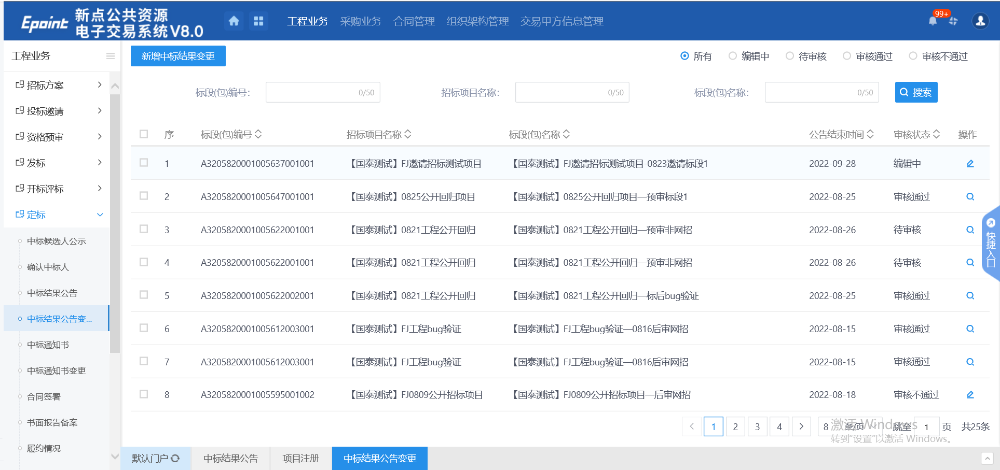 Epoint 新点公共资源
电子交易系统V8.0
工程业务 采购业务 合同管理 组织架构管理 交易甲方信息管理
99+
工程业务
招标方案
投标邀请
资格预审
发标
开标评标
定标
中标候选人公示
确认中标人
中标结果公告
中标结果公告变...
中标通知书
中标通知书变更
合同签署
书面报告备案
履约情况
新增中标结果变更
所有 编辑中 待审核 审核通过 审核不通过
标段(包)编号: 0/50 招标项目名称: 0/50 标段(包)名称: 0/50 搜索
序 标段(包)编号 招标项目名称 标段(包)名称 公告结束时间 审核状态 操作
1 A3205820001005637001001 【国泰测试】FJ邀请招标测试项目 【国泰测试】FJ邀请招标测试项目-0823邀请标段1 2022-09-28 编辑中
2 A3205820001005647001001 【国泰测试】0825公开回归项目 【国泰测试】0825公开回归项目—预审标段1 2022-08-25 审核通过
3 A3205820001005622001001 【国泰测试】0821工程公开回归 【国泰测试】0821工程公开回归—预审非网招 2022-08-26 待审核
4 A3205820001005622001001 【国泰测试】0821工程公开回归 【国泰测试】0821工程公开回归—预审非网招 2022-08-26 待审核
5 A3205820001005622002001 【国泰测试】0821工程公开回归 【国泰测试】0821工程公开回归—标后bug验证 2022-08-25 审核通过
6 A3205820001005612003001 【国泰测试】FJ工程bug验证 【国泰测试】FJ工程bug验证—0816后审网招 2022-08-15 审核通过
7 A3205820001005612003001 【国泰测试】FJ工程bug验证 【国泰测试】FJ工程bug验证—0816后审网招 2022-08-15 审核通过
8 A3205820001005595001002 【国泰测试】FJ0809公开招标项目 【国泰测试】FJ0809公开招标项目—后审网招 2022-08-18 审核不通过
快捷入口
1 2 3 4 8 条/页 跳至 1 页 共25条
激活 Windows
转到"设置"以激活 Windows。
默认门户 中标结果公告 项目注册 中标结果公告变更